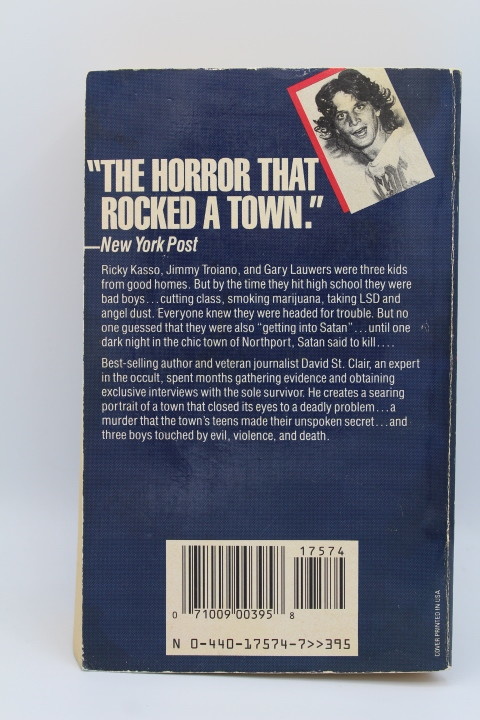 “THE HORROR THAT
ROCKED A TOWN.”
—New York Post
Ricky Kasso, Jimmy Troiano, and Gary Lauwers were three kids
from good homes. But by the time they hit high school they were
bad boys...cutting class, smoking marijuana, taking LSD and
angel dust. Everyone knew they were headed for trouble. But no
one guessed that they were also “getting into Satan”...until one
dark night in the chic town of Northport, Satan said to kill....
Best-selling author and veteran journalist David St. Clair, an expert
in the occult, spent months gathering evidence and obtaining
exclusive interviews with the sole survivor. He creates a searing
portrait of a town that closed its eyes to a deadly problem...a
murder that the town’s teens made their unspoken secret...and
three boys touched by evil, violence, and death.
17574
0 71009 00395 8
N 0-440-17574-7>>395
COVER PRINTED IN USA